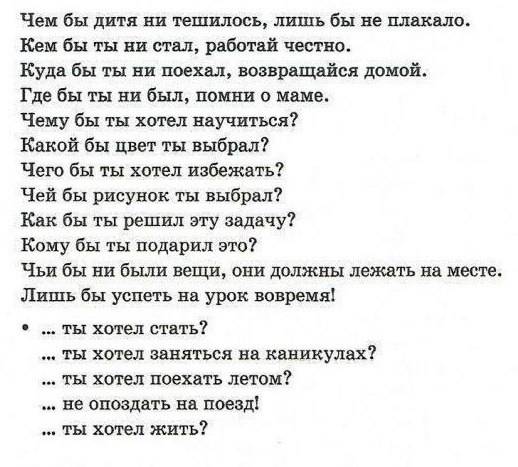 Чем бы дитя ни тешилось, лишь бы не плакало.
Кем бы ты ни стал, работай честно.
Куда бы ты ни поехал, возвращайся домой.
Где бы ты ни был, помни о маме.
Чему бы ты хотел научиться?
Какой бы цвет ты выбрал?
Чего бы ты хотел избежать?
Чей бы рисунок ты выбрал?
Как бы ты решил эту задачу?
Кому бы ты подарил это?
Чьи бы ни были вещи, они должны лежать на месте.
Лишь бы успеть на урок вовремя!
• ... ты хотел стать?
... ты хотел заняться на каникулах?
... ты хотел поехать летом?
... не опоздать на поезд!
... ты хотел жить?